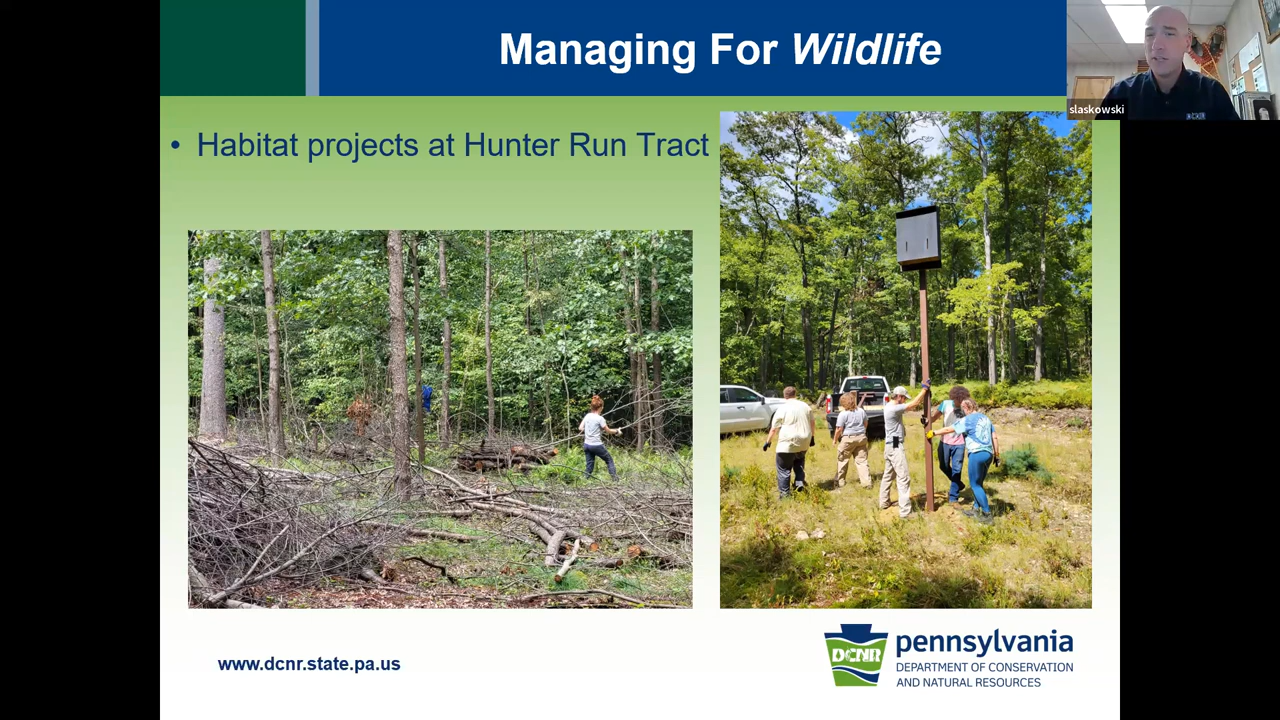 Managing For Wildlife
slaskowski
• Habitat projects at Hunter Run Tract
www.dcnr.state.pa.us
DCNR
pennsylvania
DEPARTMENT OF CONSERVATION
AND NATURAL RESOURCES